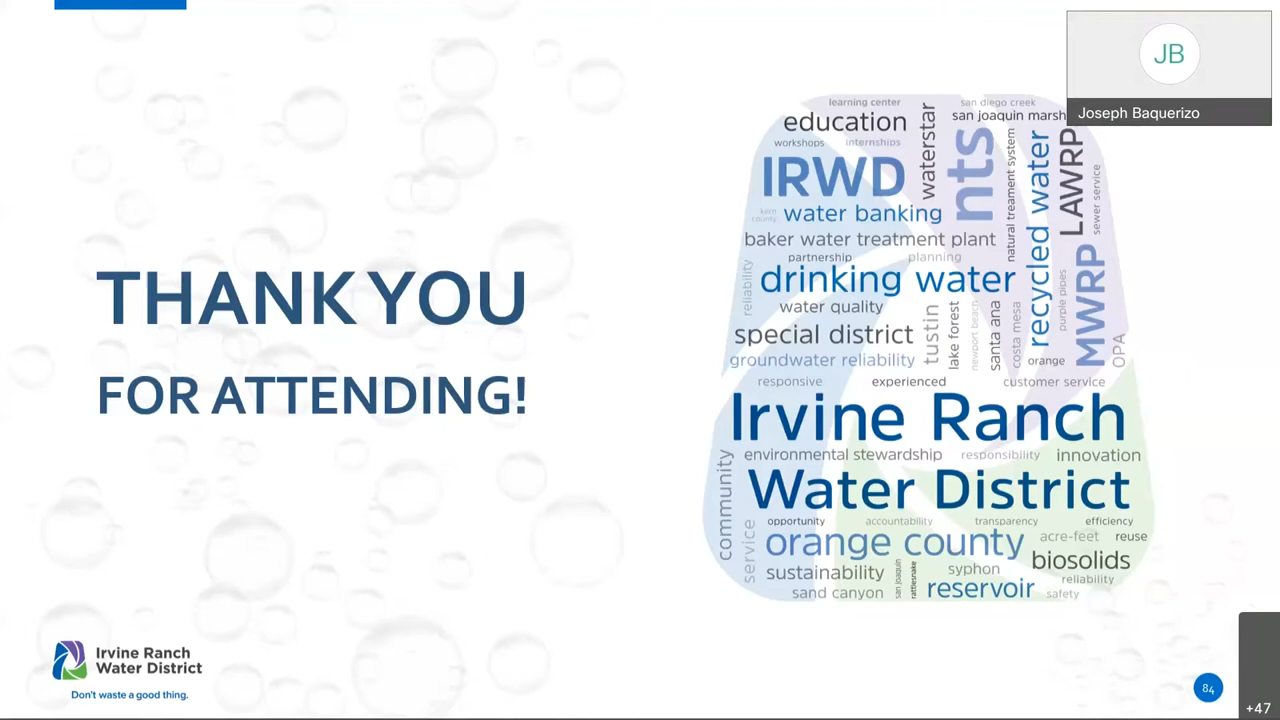 THANK YOU
FOR ATTENDING!
learning center
san diego creek
education
waterstar
san joaquin marsh
workshops
internships
IRWD
nts
natural treament system
recycled water
LAWRP
sewer service
kern
county
water banking
baker water treatment plant
partnership
planning
reliability
drinking water
water quality
MWRP
purple pipes
special district
tustin
lake forest
newport beach
santa ana
costa mesa
orange
OPA
groundwater reliability
responsive
experienced
customer service
Irvine Ranch
environmental stewardship
responsibility
innovation
community
Water District
opportunity
accountability
transparency
efficiency
service
orange county
acre-feet
reuse
biosolids
sustainability
san joaquin
rattlesnake
syphon
reliability
sand canyon
reservoir
safety
JB
Joseph Baquerizo
Irvine Ranch
Water District
Don't waste a good thing.
84
+47